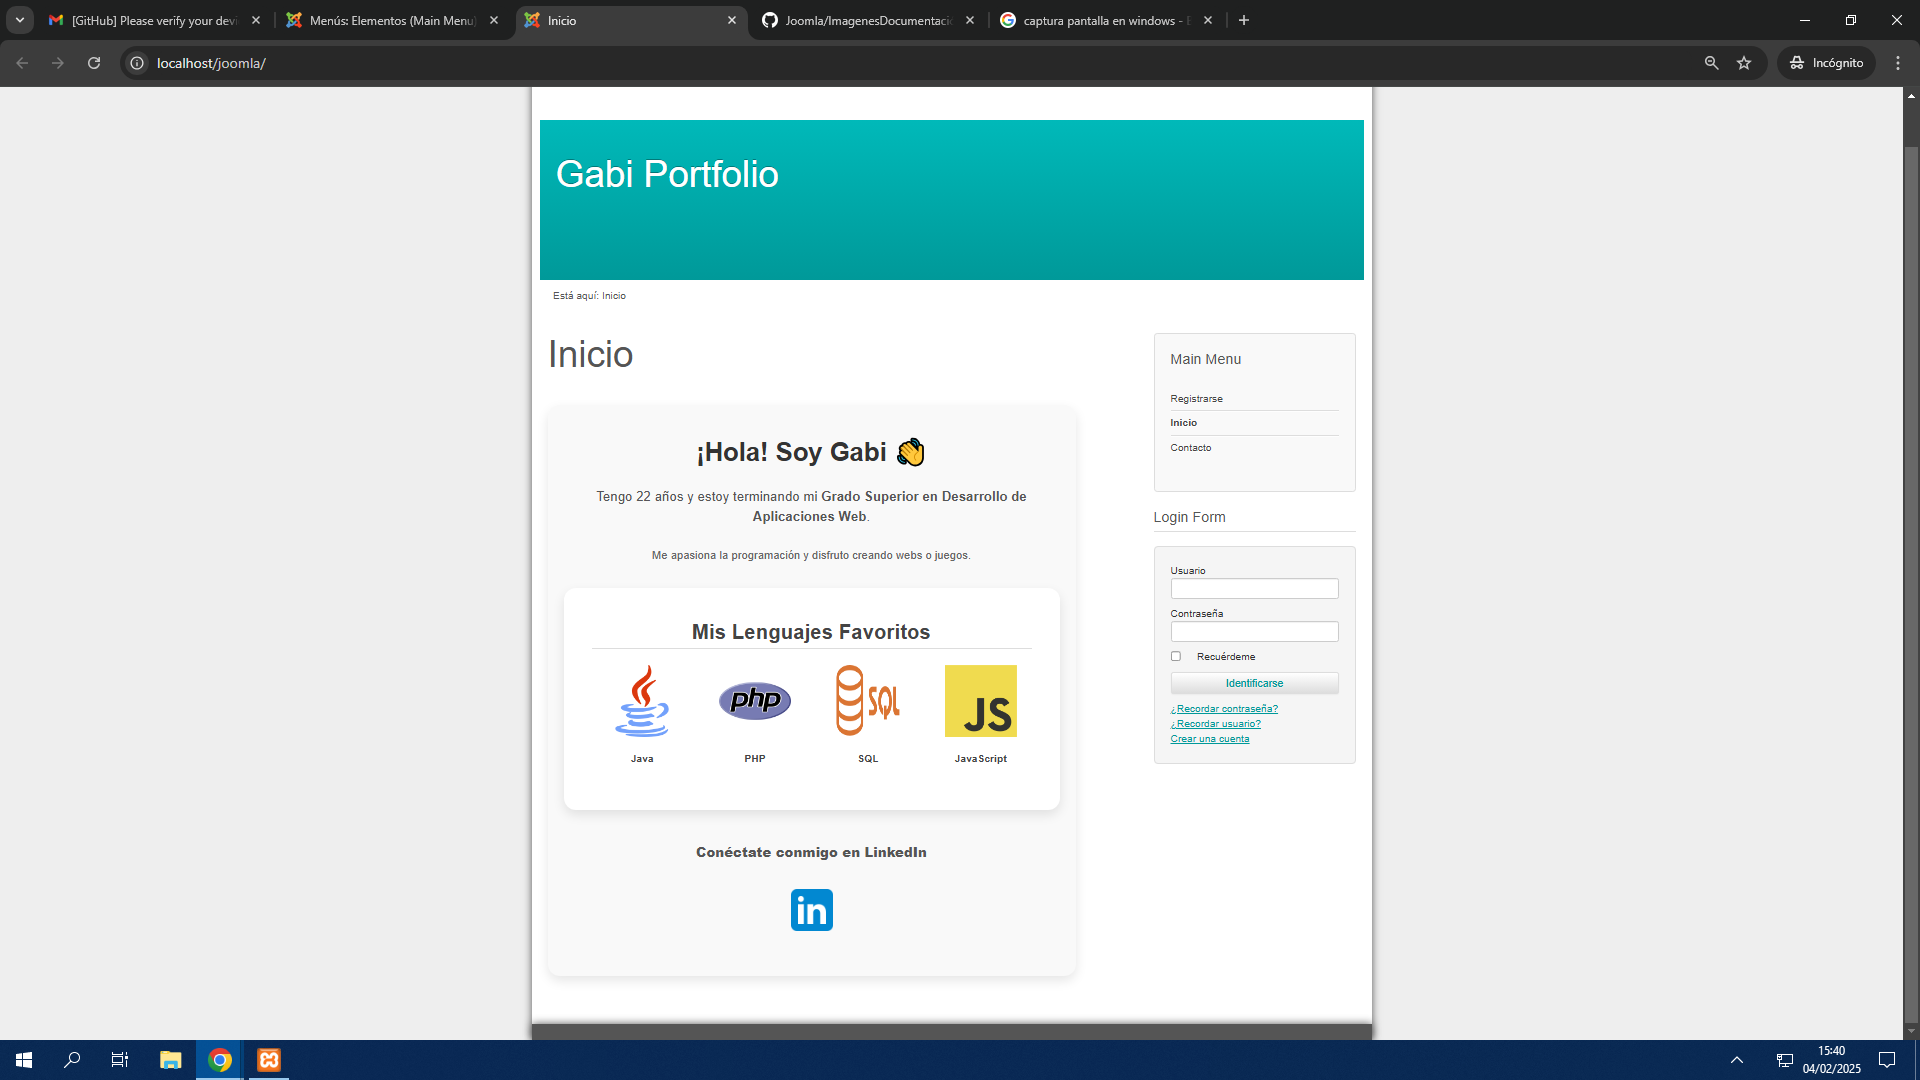 [GitHub] Please verify your devi
Menús: Elementos (Main Menu)
Inicio
Joomla/ImagenesDocumentaci
captura pantalla en windows - B
localhost/joomla/
Incógnito
Gabi Portfolio
Está aquí: Inicio
Inicio
¡Hola! Soy Gabi 👋
Tengo 22 años y estoy terminando mi Grado Superior en Desarrollo de
Aplicaciones Web.
Me apasiona la programación y disfruto creando webs o juegos.
Mis Lenguajes Favoritos
php
SQL
JS
Java
PHP
SQL
JavaScript
Conéctate conmigo en LinkedIn
in
Main Menu
Registrarse
Inicio
Contacto
Login Form
Usuario
Contraseña
Recuérdeme
Identificarse
¿Recordar contraseña?
¿Recordar usuario?
Crear una cuenta
15:40
04/02/2025